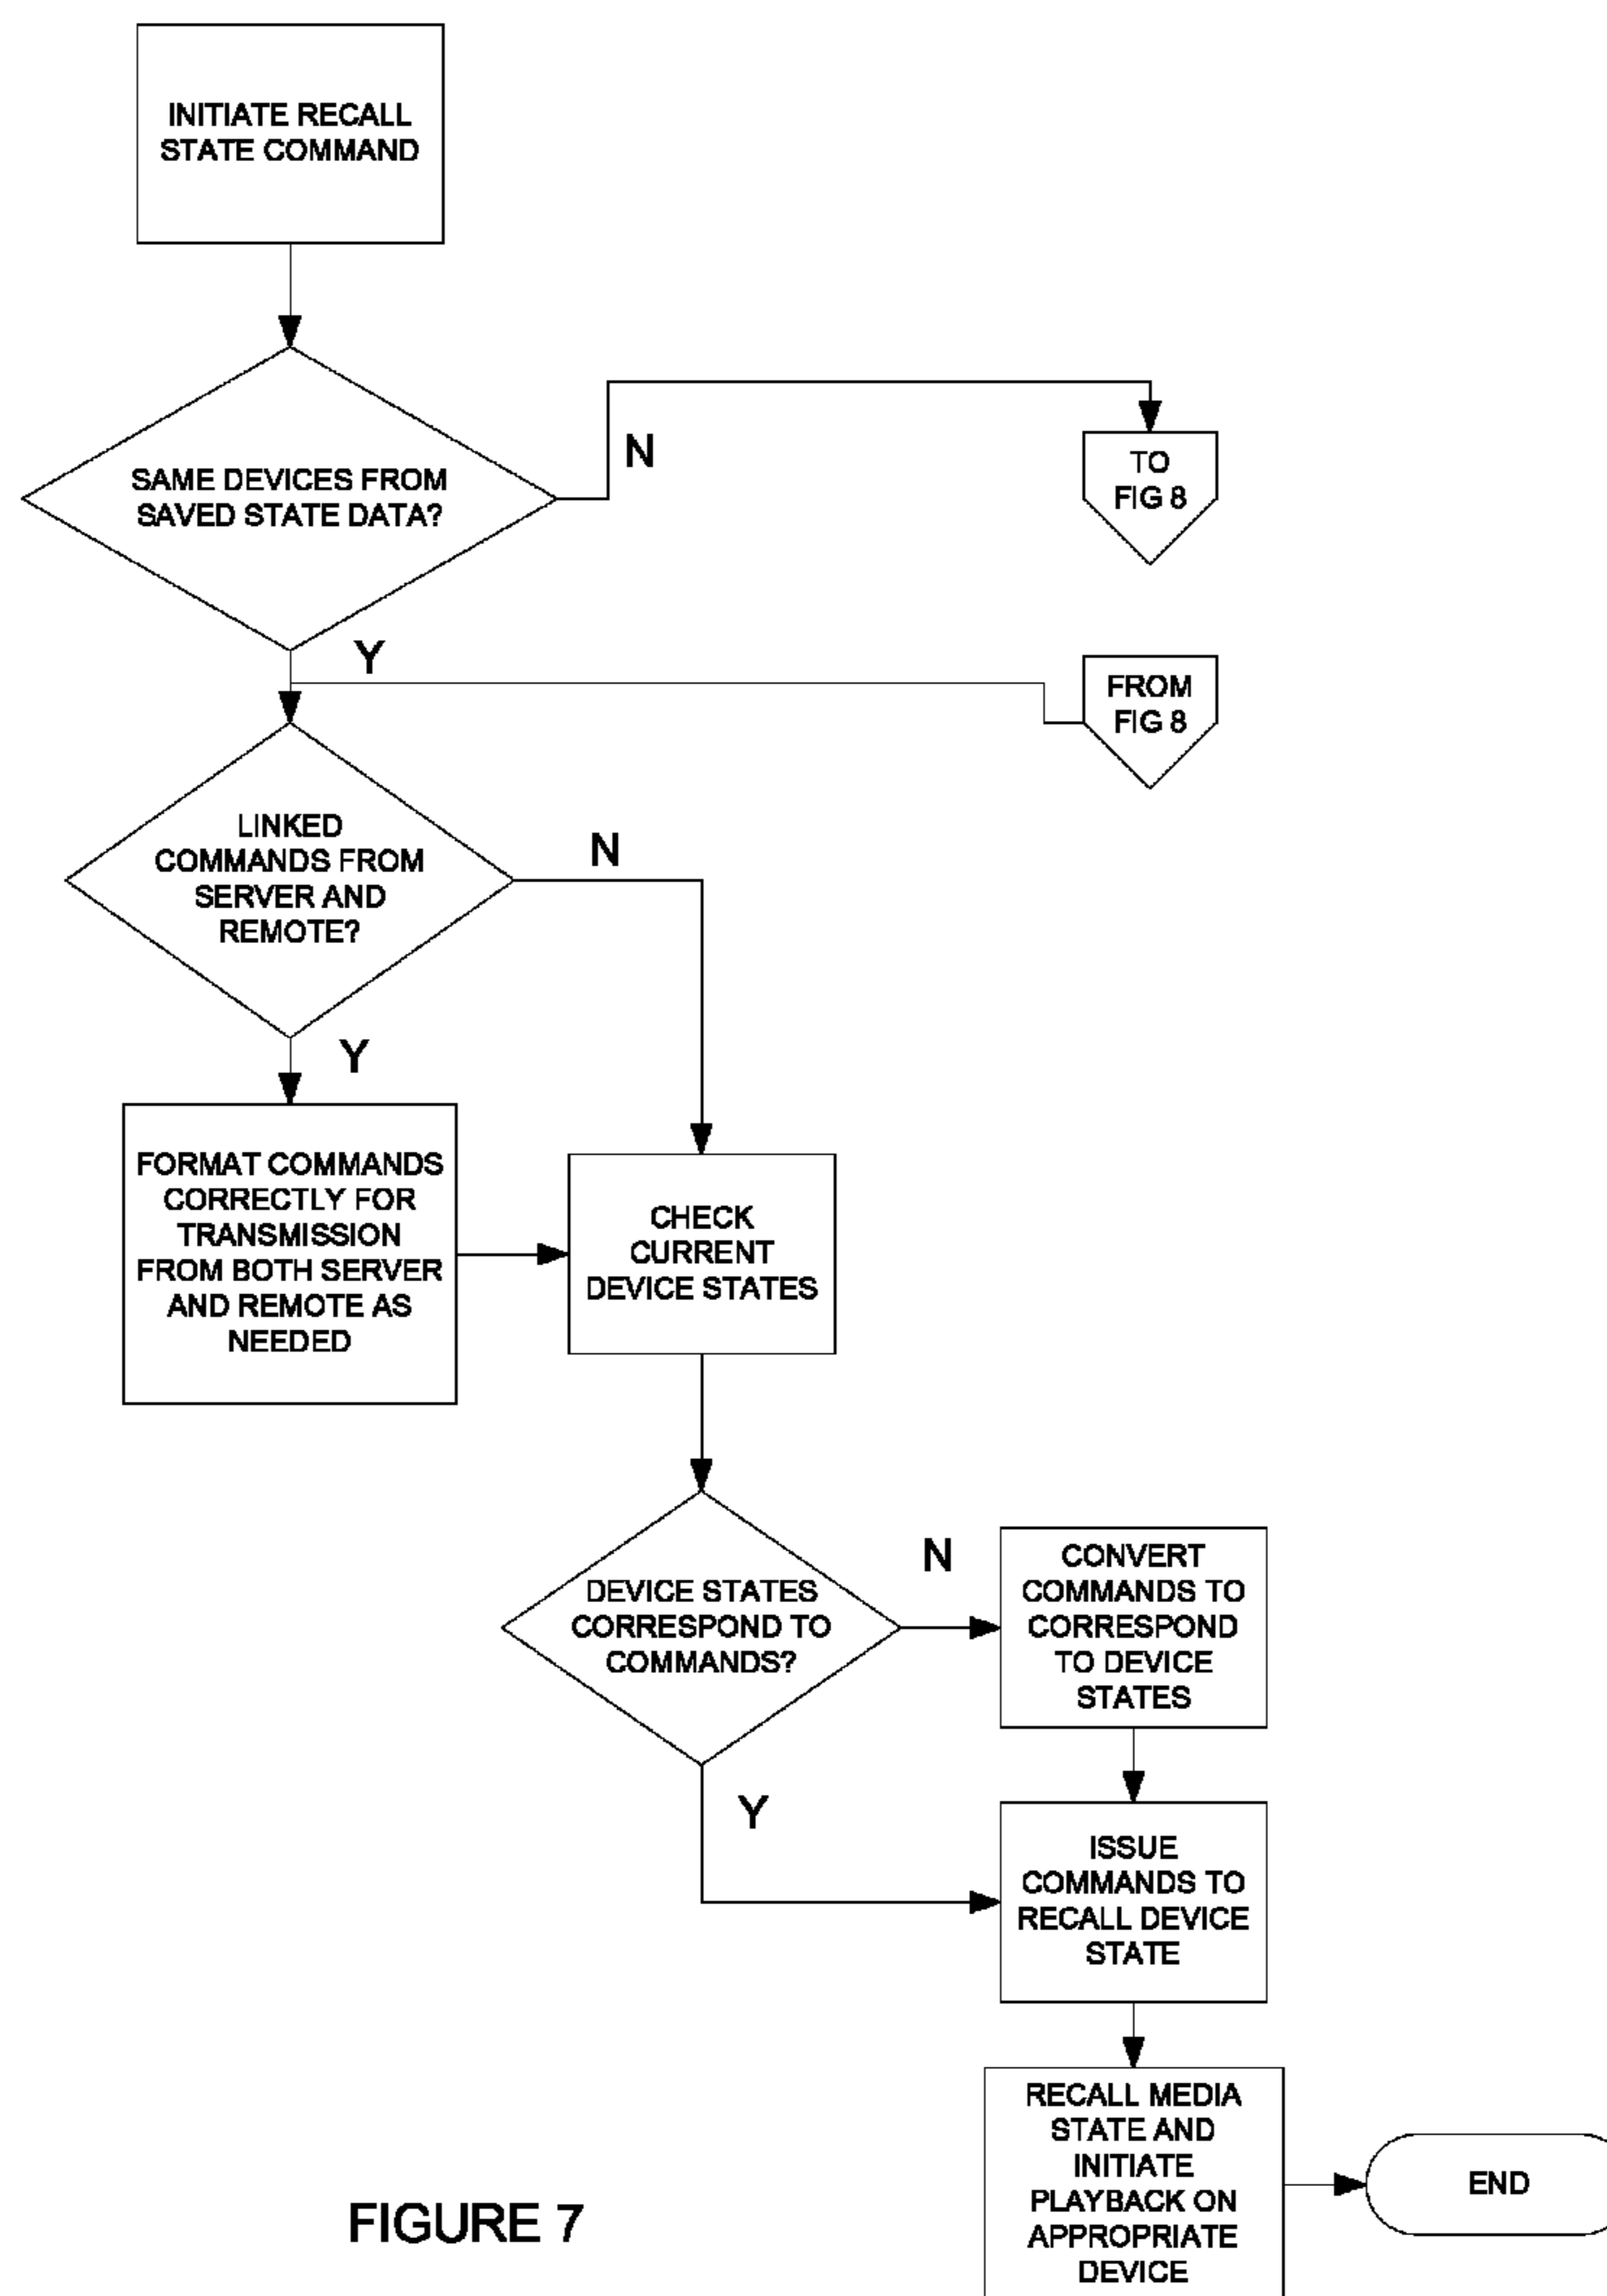 INITIATE RECALL
STATE COMMAND
SAME DEVICES FROM
SAVED STATE DATA?
N
TO
FIG 8
Y
FROM
FIG 8
LINKED
COMMANDS FROM
SERVER AND
REMOTE?
N
Y
FORMAT COMMANDS
CORRECTLY FOR
TRANSMISSION
FROM BOTH SERVER
AND REMOTE AS
NEEDED
CHECK
CURRENT
DEVICE STATES
DEVICE STATES
CORRESPOND TO
COMMANDS?
N
CONVERT
COMMANDS TO
CORRESPOND
TO DEVICE
STATES
Y
ISSUE
COMMANDS TO
RECALL DEVICE
STATE
RECALL MEDIA
STATE AND
INITIATE
PLAYBACK ON
APPROPRIATE
DEVICE
END
FIGURE 7